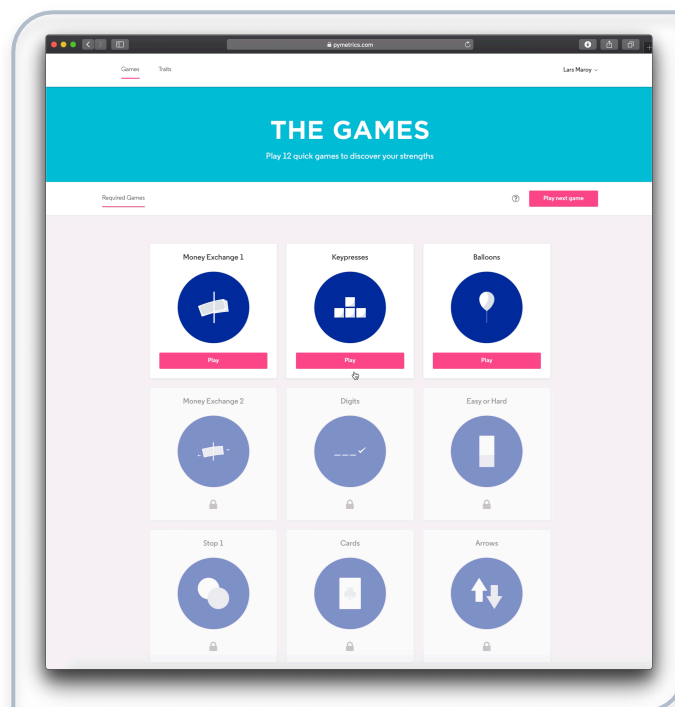 pymetrics.com
Games Traits Lars Maroy
THE GAMES
Play 12 quick games to discover your strengths
Required Games Play next game
Money Exchange 1 Keypresses Balloons
Play Play Play
Money Exchange 2 Digits Easy or Hard
Stop 1 Cards Arrows